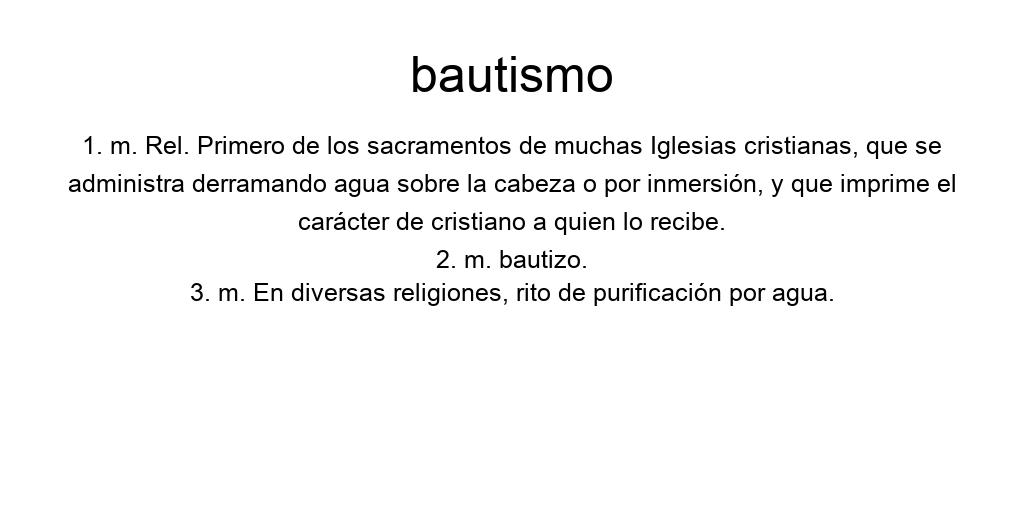 bautismo
1. m. Rel. Primero de los sacramentos de muchas Iglesias cristianas, que se
administra derramando agua sobre la cabeza o por inmersión, y que imprime el
carácter de cristiano a quien lo recibe.
2. m. bautizo.
3. m. En diversas religiones, rito de purificación por agua.